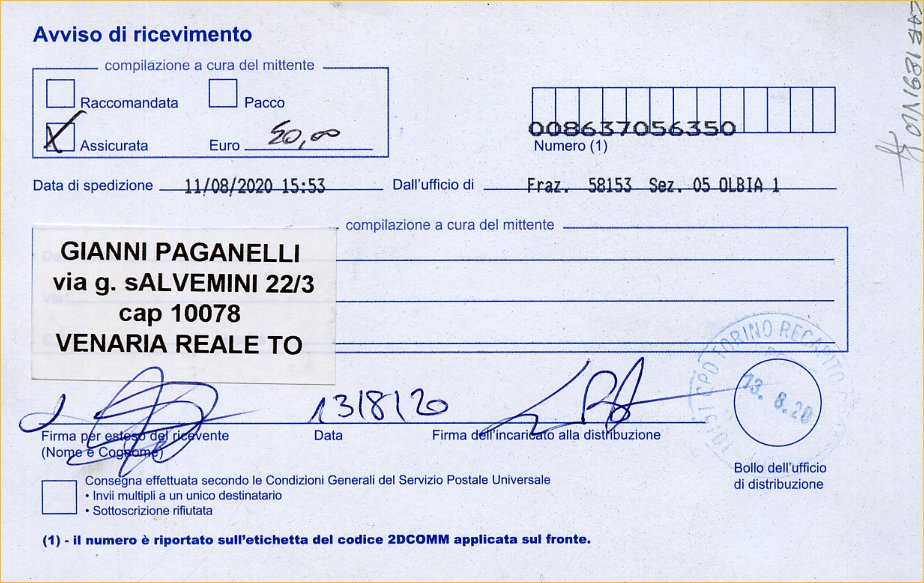 Avviso di ricevimento
compilazione a cura del mittente
Raccomandata Pacco
Assicurata Euro 50,00
008637056350
Numero (1)
Data di spedizione 11/08/2020 15:53 Dall'ufficio di Fraz. 58153 Sez. 05 OLBIA 1
compilazione a cura del mittente
GIANNI PAGANELLI
via g. sALVEMINI 22/3
cap 10078
VENARIA REALE TO
13/8/20
Firma per esteso del ricevente Data Firma dell'incaricato alla distribuzione
(Nome e Cognome)
TORINO RECAPITO
13. 8.20
Bollo dell'ufficio
di distribuzione
Consegna effettuata secondo le Condizioni Generali del Servizio Postale Universale
• Invii multipli a un unico destinatario
• Sottoscrizione rifiutata
(1) - il numero è riportato sull'etichetta del codice 2DCOMM applicata sul fronte.